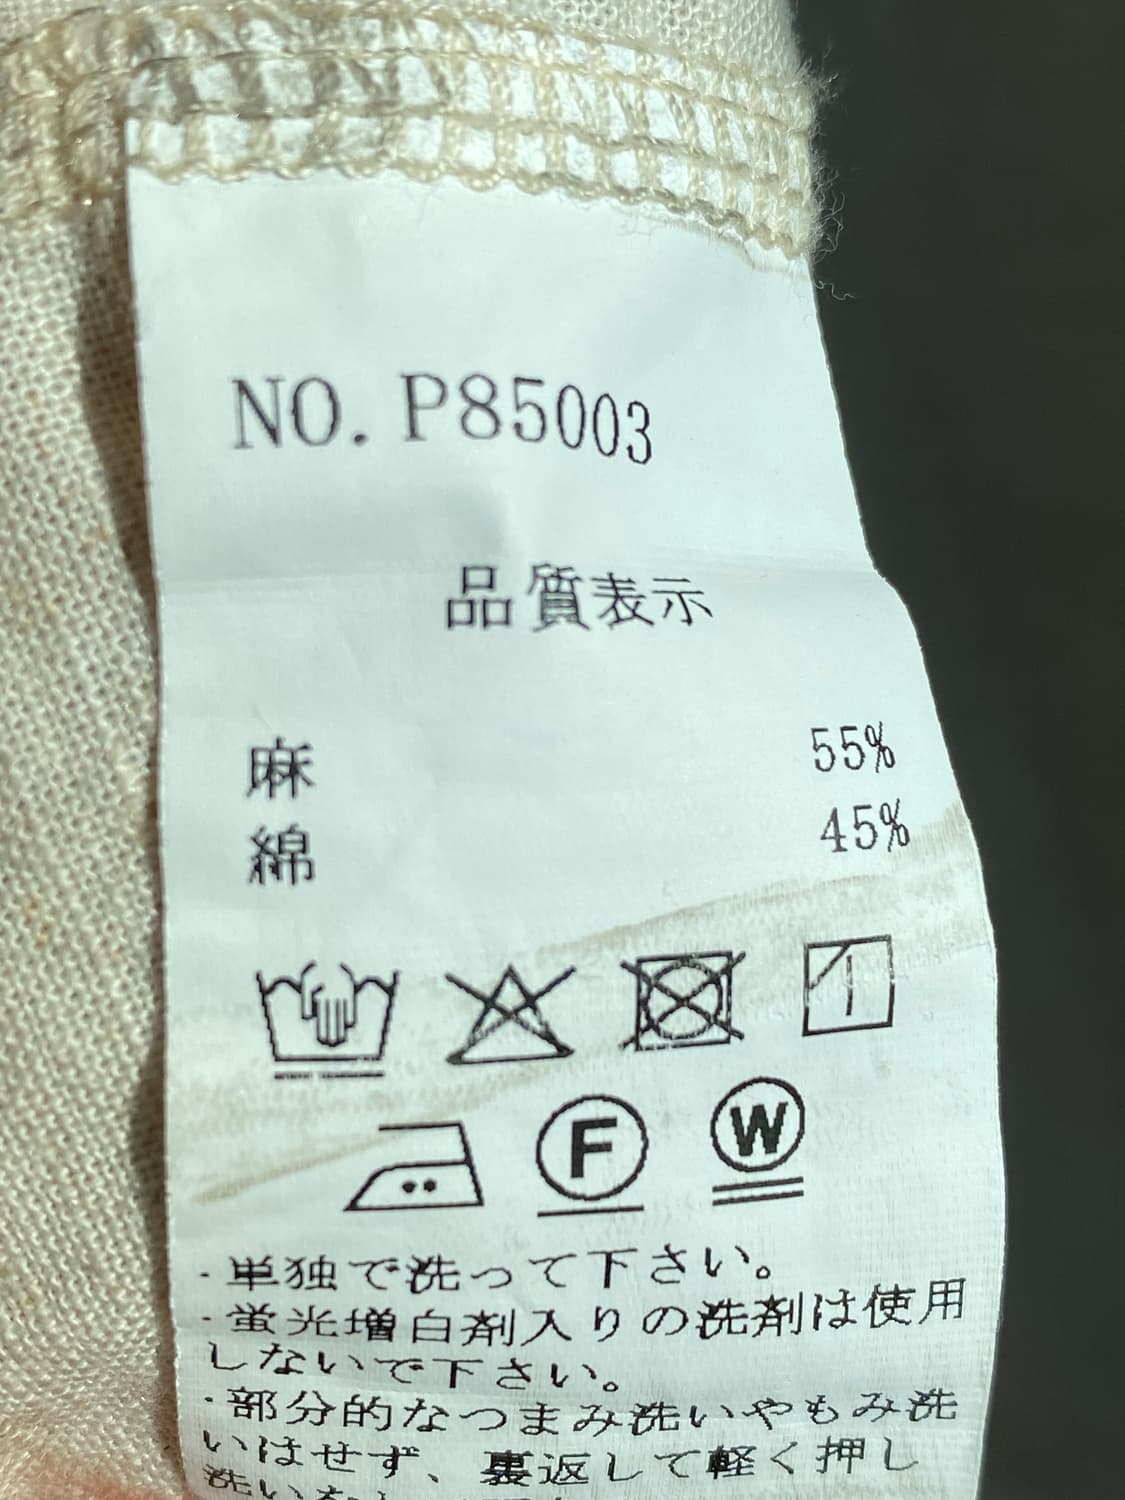 NO. P85003
品質表示
麻 55%
綿 45%
F W
・単独で洗って下さい。
・蛍光増白剤入りの洗剤は使用
しないで下さい。
・部分的なつまみ洗いやもみ洗
いはせず、裏返して軽く押し
洗いを